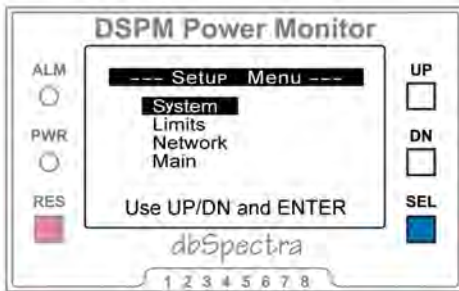 DSPM Power Monitor
ALM
PWR
RES
--- Setup Menu ---
System
Limits
Network
Main
Use UP/DN and ENTER
UP
DN
SEL
dbSpectra
1 2 3 4 5 6 7 8